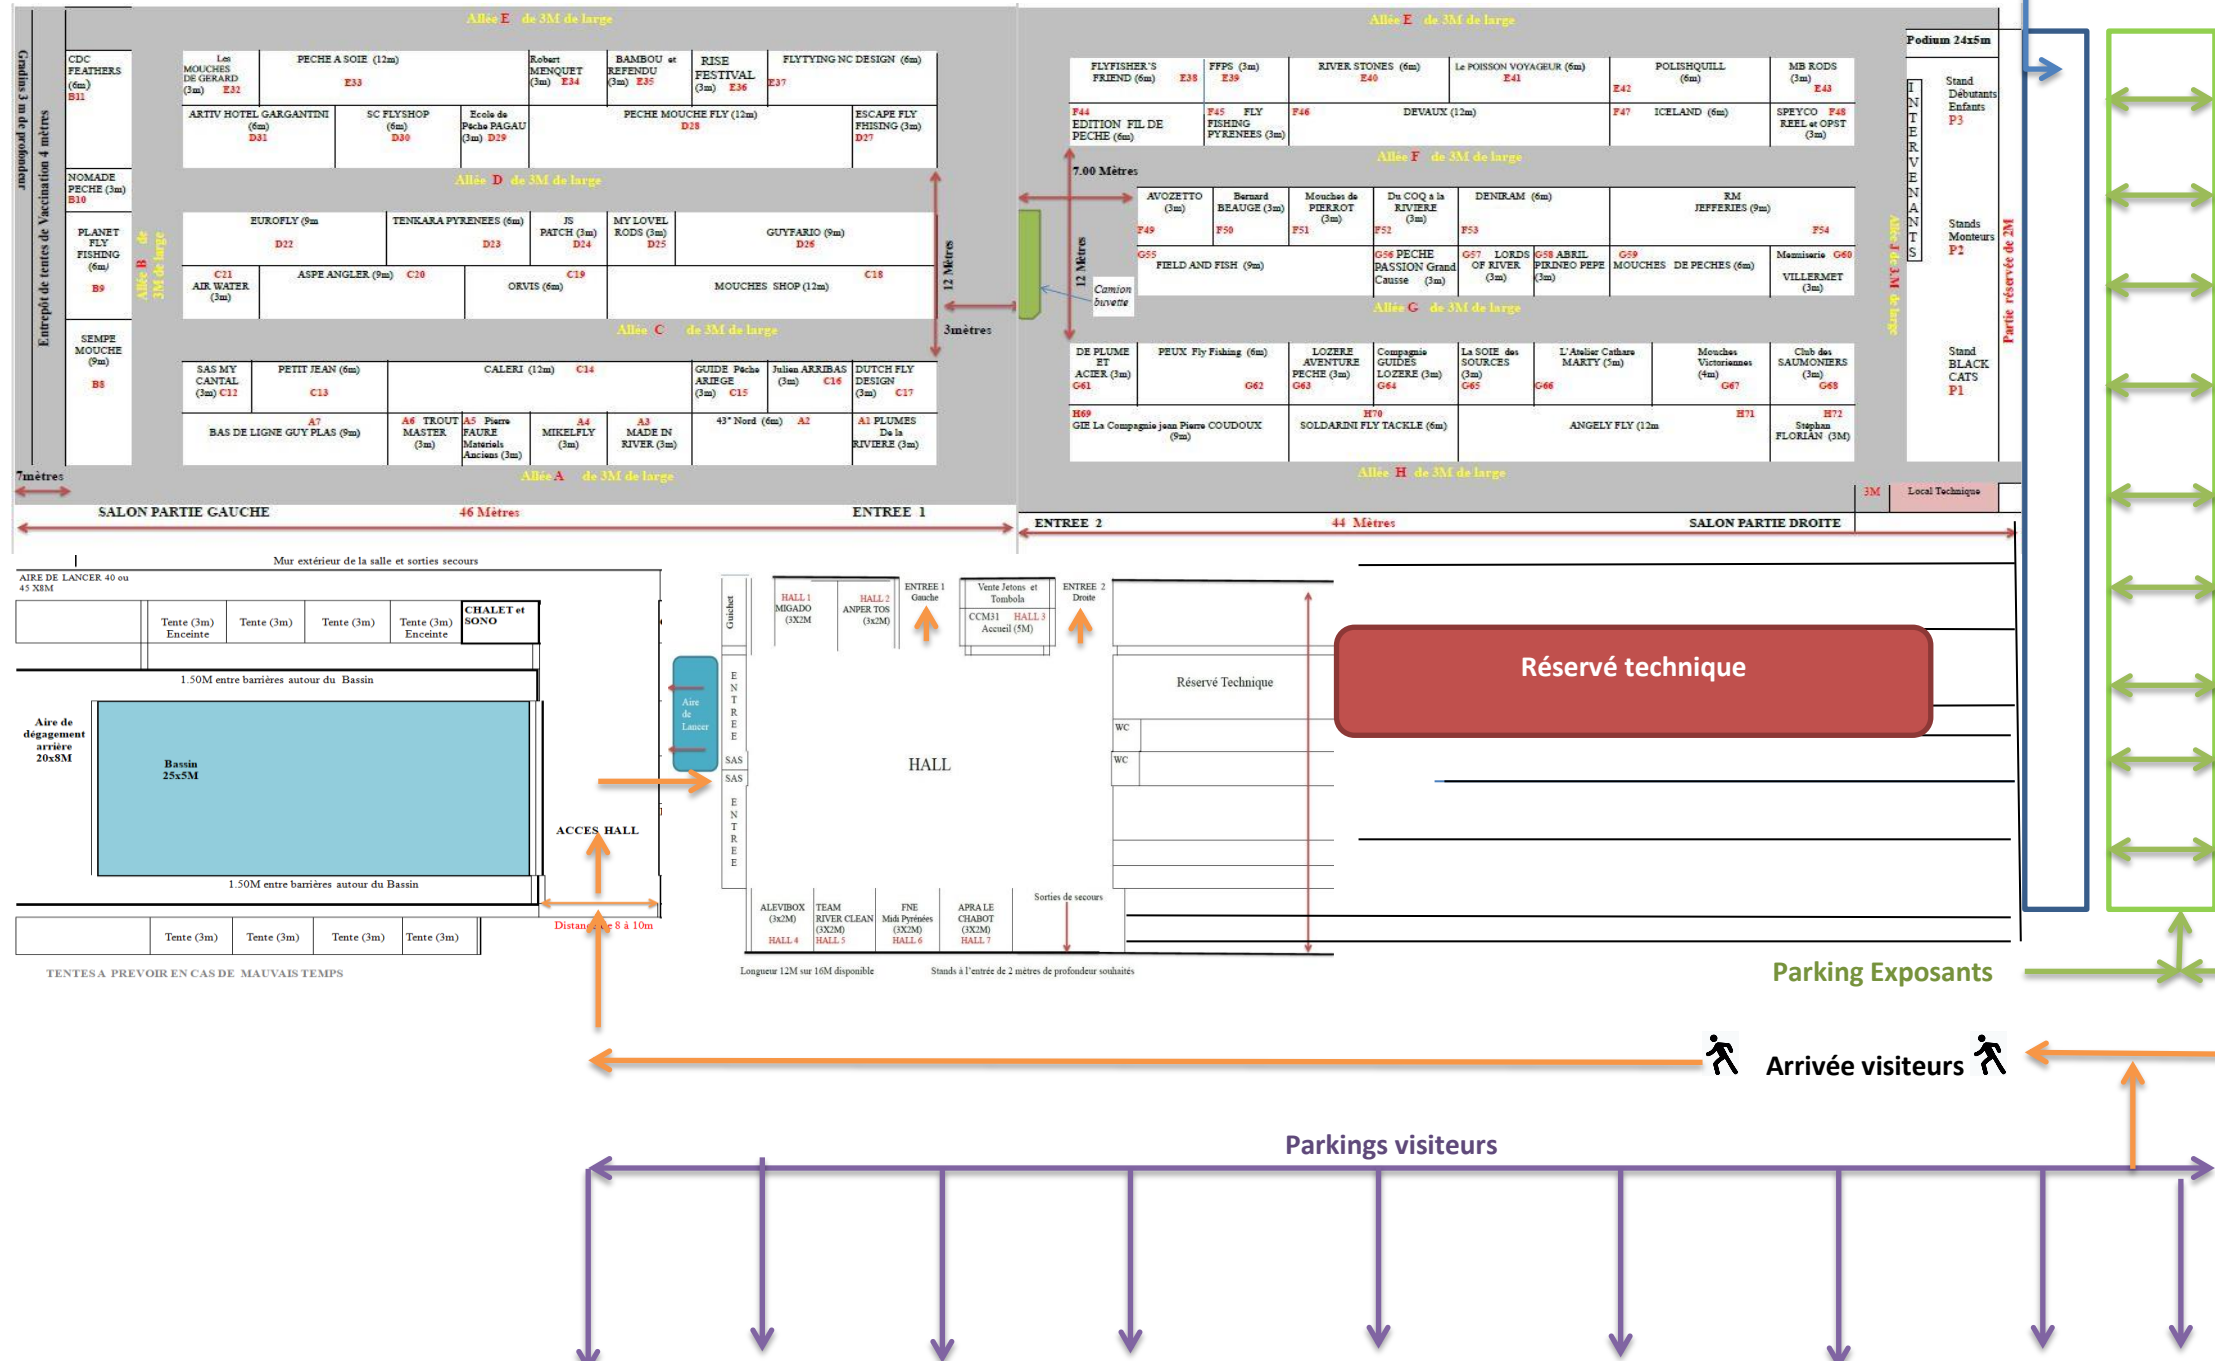 Allée E de 3M de large
Gradins 3 m de profondeur
Entrepôt de tentes de Vaccination 4 mètres
CDC
FEATHERS
(6m)
B11
NOMADE
PECHE (3m)
B10
PLANET
FLY
FISHING
(6m)
B9
SEMPE
MOUCHE
(9m)
B8
Allée B de
3M de large
Les
MOUCHES
DE GERARD
(3m) E32
PECHE A SOIE (12m)
E33
Robert
MENQUET
(3m) E34
BAMBOU et
REFENDU
(3m) E35
RISE
FESTIVAL
(3m) E36
FLYTYING NC DESIGN (6m)
E37
ARTIV HOTEL GARGANTINI
(6m)
D31
SC FLYSHOP
(6m)
D30
Ecole de
Pêche PAGAU
(3m) D29
PECHE MOUCHE FLY (12m)
D28
ESCAPE FLY
FHISING (3m)
D27
Allée D de 3M de large
EUROFLY (9m
D22
TENKARA PYRENEES (6m)
D23
JS
PATCH (3m)
D24
MY LOVEL
RODS (3m)
D25
GUYFARIO (9m)
D26
C21
AIR WATER
(3m)
ASPE ANGLER (9m) C20
C19
ORVIS (6m)
C18
MOUCHES SHOP (12m)
12 Mètres
3mètres
Allée C de 3M de large
SAS MY
CANTAL
(3m) C12
PETIT JEAN (6m)
C13
CALERI (12m) C14
GUIDE Pêche
ARIEGE
(3m) C15
Julien ARRIBAS
(3m) C16
DUTCH FLY
DESIGN
(3m) C17
A7
BAS DE LIGNE GUY PLAS (9m)
A6 TROUT
MASTER
(3m)
A5 Pierre
FAURE
Matériels
Anciens (3m)
A4
MIKELFLY
(3m)
A3
MADE IN
RIVER (3m)
43° Nord (6m) A2
A1 PLUMES
De la
RIVIERE (3m)
7mètres
Allée A de 3M de large
SALON PARTIE GAUCHE
46 Mètres
ENTREE 1
Allée E de 3M de large
FLYFISHER'S
FRIEND (6m) E38
FFPS (3m)
E39
RIVER STONES (6m)
E40
Le POISSON VOYAGEUR (6m)
E41
POLISHQUILL
(6m)
E42
MB RODS
(3m)
E43
F44
EDITION FIL DE
PECHE (6m)
F45 FLY
FISHING
PYRENEES (3m)
F46
DEVAUX (12m)
F47 ICELAND (6m)
SPEYCO F48
REEL et OPST
(3m)
Allée F de 3M de large
7.00 Mètres
12 Mètres
Camion
buvette
AVOZETTO
(3m)
F49
Bernard
BEAUGE (3m)
F50
Mouches de
PIERROT
(3m)
F51
Du COQ à la
RIVIERE
(3m)
F52
DENIRAM (6m)
F53
RM
JEFFERIES (9m)
F54
G55
FIELD AND FISH (9m)
G56 PECHE
PASSION Grand
Causse (3m)
G57 LORDS
OF RIVER
(3m)
G58 ABRIL
PIRINEO PEPE
(3m)
G59
MOUCHES DE PECHES (6m)
Menuiserie G60
VILLERMET
(3m)
Allée G de 3M de large
DE PLUME
ET
ACIER (3m)
G61
PEUX Fly Fishing (6m)
G62
LOZERE
AVENTURE
PECHE (3m)
G63
Compagnie
GUIDES
LOZERE (3m)
G64
La SOIE des
SOURCES
(3m)
G65
L'Atelier Cathare
MARTY (5m)
G66
Mouches
Victoriennes
(4m)
G67
Club des
SAUMONIERS
(3m)
G68
H69
GIE La Compagnie jean Pierre COUDOUX
(9m)
H70
SOLDARINI FLY TACKLE (6m)
H71
ANGELY FLY (12m
H72
Stéphan
FLORIAN (3M)
Allée H de 3M de large
Allée J de 3.M de large
Podium 24x5m
INTERVENANTS
Stand
Débutants
Enfants
P3
Stands
Monteurs
P2
Stand
BLACK
CATS
P1
Partie réservée de 2M
3M
Local Technique
ENTREE 2
44 Mètres
SALON PARTIE DROITE
Mur extérieur de la salle et sorties secours
AIRE DE LANCER 40 ou
45 X8M
Tente (3m)
Enceinte
Tente (3m)
Tente (3m)
Tente (3m)
Enceinte
CHALET et
SONO
1.50M entre barrières autour du Bassin
Aire de
dégagement
arrière
20x8M
Bassin
25x5M
ACCES HALL
1.50M entre barrières autour du Bassin
Distance de 8 à 10m
Tente (3m)
Tente (3m)
Tente (3m)
Tente (3m)
TENTES A PREVOIR EN CAS DE MAUVAIS TEMPS
Guichet
HALL 1
MIGADO
(3X2M
HALL 2
ANPER TOS
(3x2M)
ENTREE 1
Gauche
Vente Jetons et
Tombola
CCM31 HALL 3
Accueil (5M)
ENTREE 2
Droite
Aire
de
Lancer
ENTREE
SAS
SAS
ENTREE
HALL
Réservé Technique
WC
WC
Réservé technique
ALEVIBOX
(3x2M)
HALL 4
TEAM
RIVER CLEAN
(3X2M)
HALL 5
FNE
Midi Pyrénées
(3X2M)
HALL 6
APRA LE
CHABOT
(3X2M)
HALL 7
Sorties de secours
Longueur 12M sur 16M disponible
Stands à l'entrée de 2 mètres de profondeur souhaités
Parking Exposants
Arrivée visiteurs
Parkings visiteurs